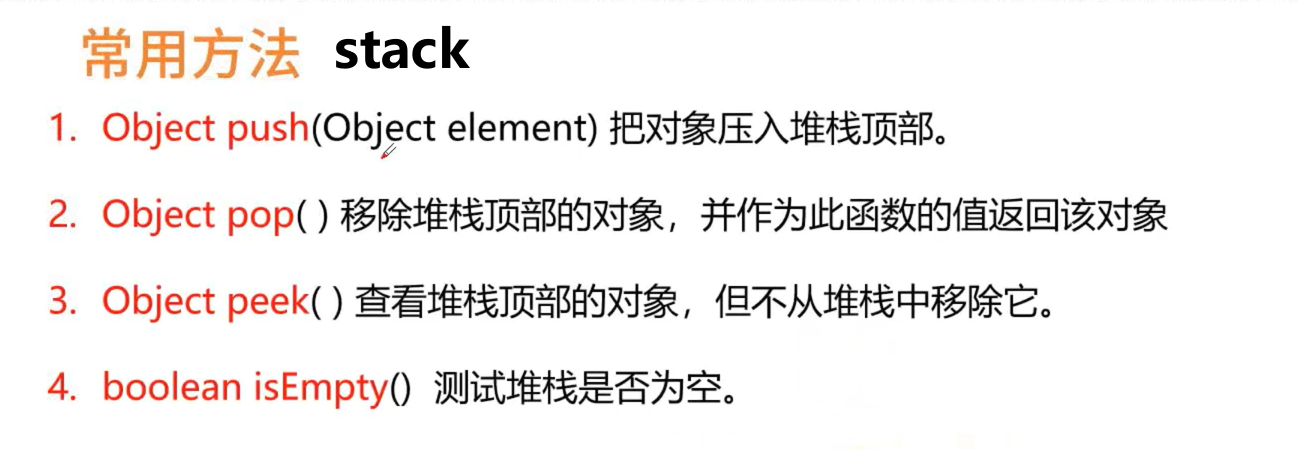 常用方法 stack
1. Object push(Object element) 把对象压入堆栈顶部。
2. Object pop( ) 移除堆栈顶部的对象，并作为此函数的值返回该对象
3. Object peek( ) 查看堆栈顶部的对象，但不从堆栈中移除它。
4. boolean isEmpty() 测试堆栈是否为空。